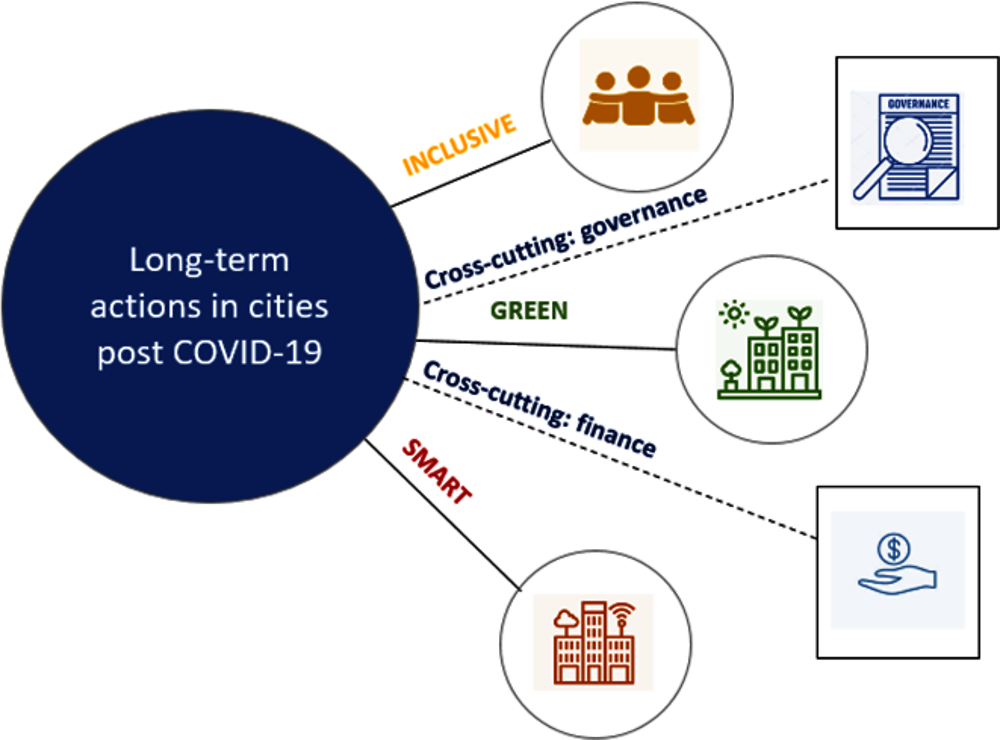 INCLUSIVE
GOVERNANCE
Cross-cutting: governance
Long-term
actions in cities
post COVID-19
GREEN
Cross-cutting: finance
SMART
$